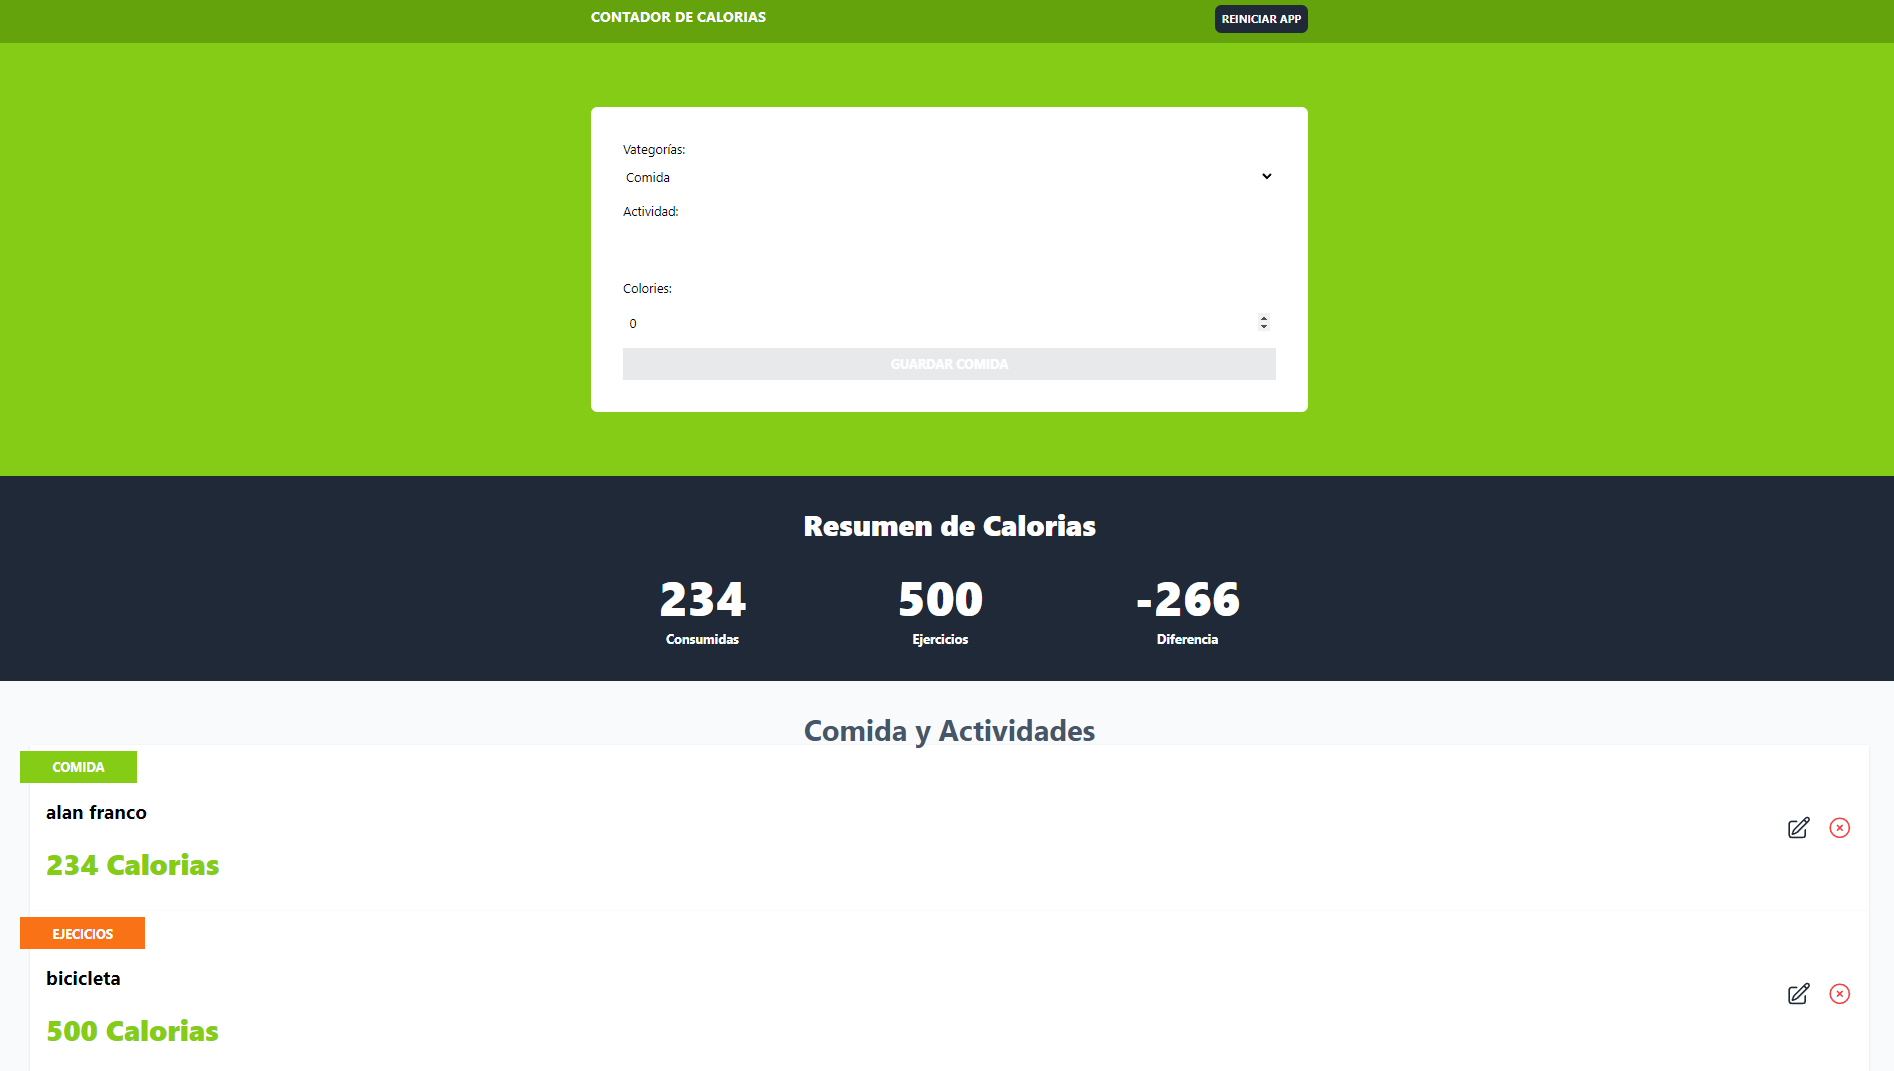 CONTADOR DE CALORIAS
REINICIAR APP
Vategorías:
Comida
Actividad:
Colories:
0
GUARDAR COMIDA
Resumen de Calorias
234 500 -266
Consumidas Ejercicios Diferencia
Comida y Actividades
COMIDA
alan franco
234 Calorias
EJECICIOS
bicicleta
500 Calorias